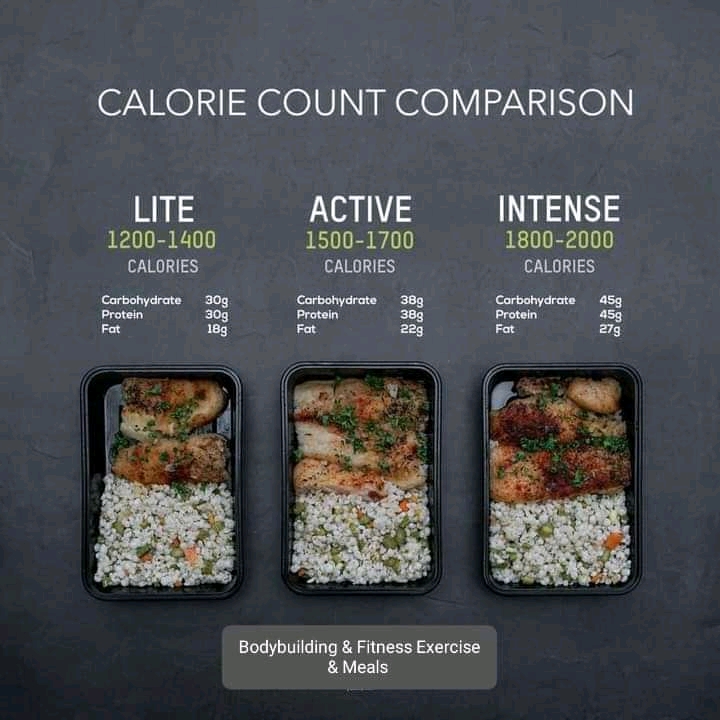 CALORIE COUNT COMPARISON
LITE
1200-1400
CALORIES
Carbohydrate 30g
Protein 30g
Fat 18g
ACTIVE
1500-1700
CALORIES
Carbohydrate 38g
Protein 38g
Fat 22g
INTENSE
1800-2000
CALORIES
Carbohydrate 45g
Protein 45g
Fat 27g
Bodybuilding & Fitness Exercise
& Meals